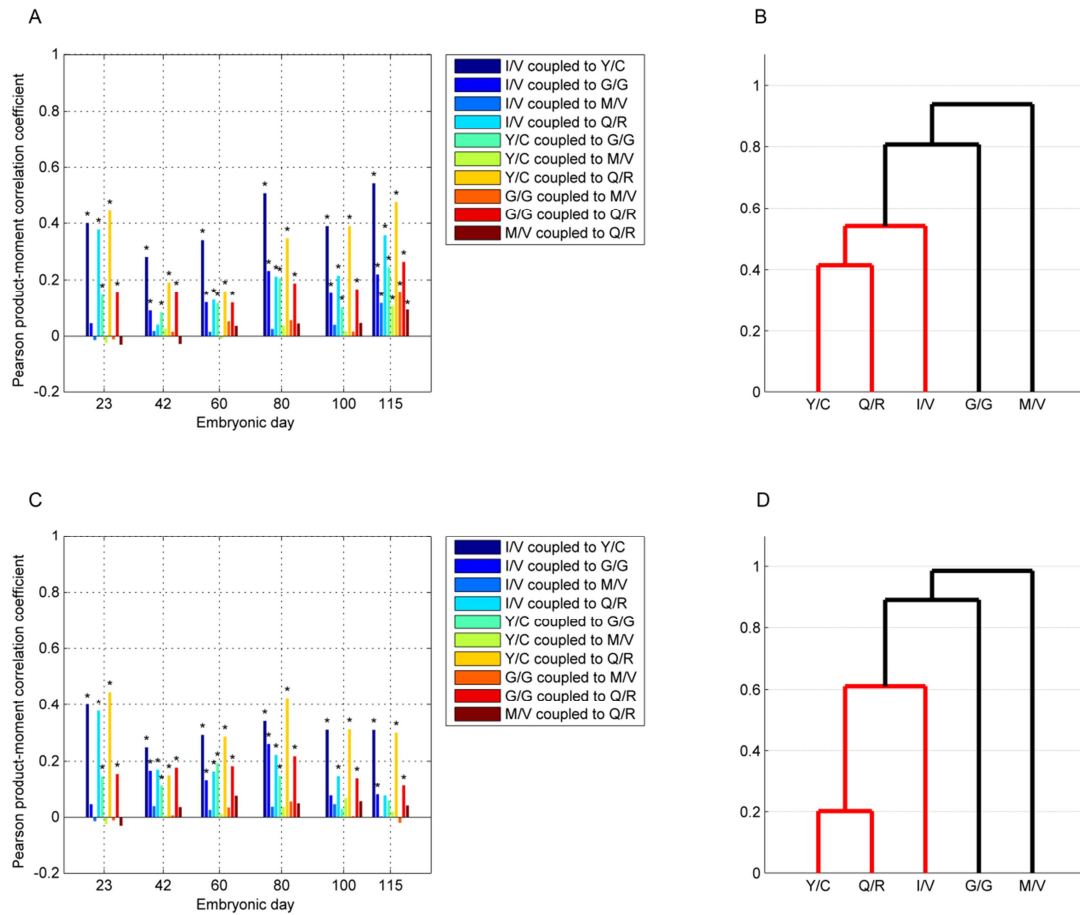 A
Pearson product-moment correlation coefficient
1
0.8
0.6
0.4
0.2
0
-0.2
23 42 60 80 100 115
Embryonic day
I/V coupled to Y/C
I/V coupled to G/G
I/V coupled to M/V
I/V coupled to Q/R
Y/C coupled to G/G
Y/C coupled to M/V
Y/C coupled to Q/R
G/G coupled to M/V
G/G coupled to Q/R
M/V coupled to Q/R
B
1
0.8
0.6
0.4
0.2
0
Y/C Q/R I/V G/G M/V
C
Pearson product-moment correlation coefficient
1
0.8
0.6
0.4
0.2
0
-0.2
23 42 60 80 100 115
Embryonic day
I/V coupled to Y/C
I/V coupled to G/G
I/V coupled to M/V
I/V coupled to Q/R
Y/C coupled to G/G
Y/C coupled to M/V
Y/C coupled to Q/R
G/G coupled to M/V
G/G coupled to Q/R
M/V coupled to Q/R
D
1
0.8
0.6
0.4
0.2
0
Y/C Q/R I/V G/G M/V